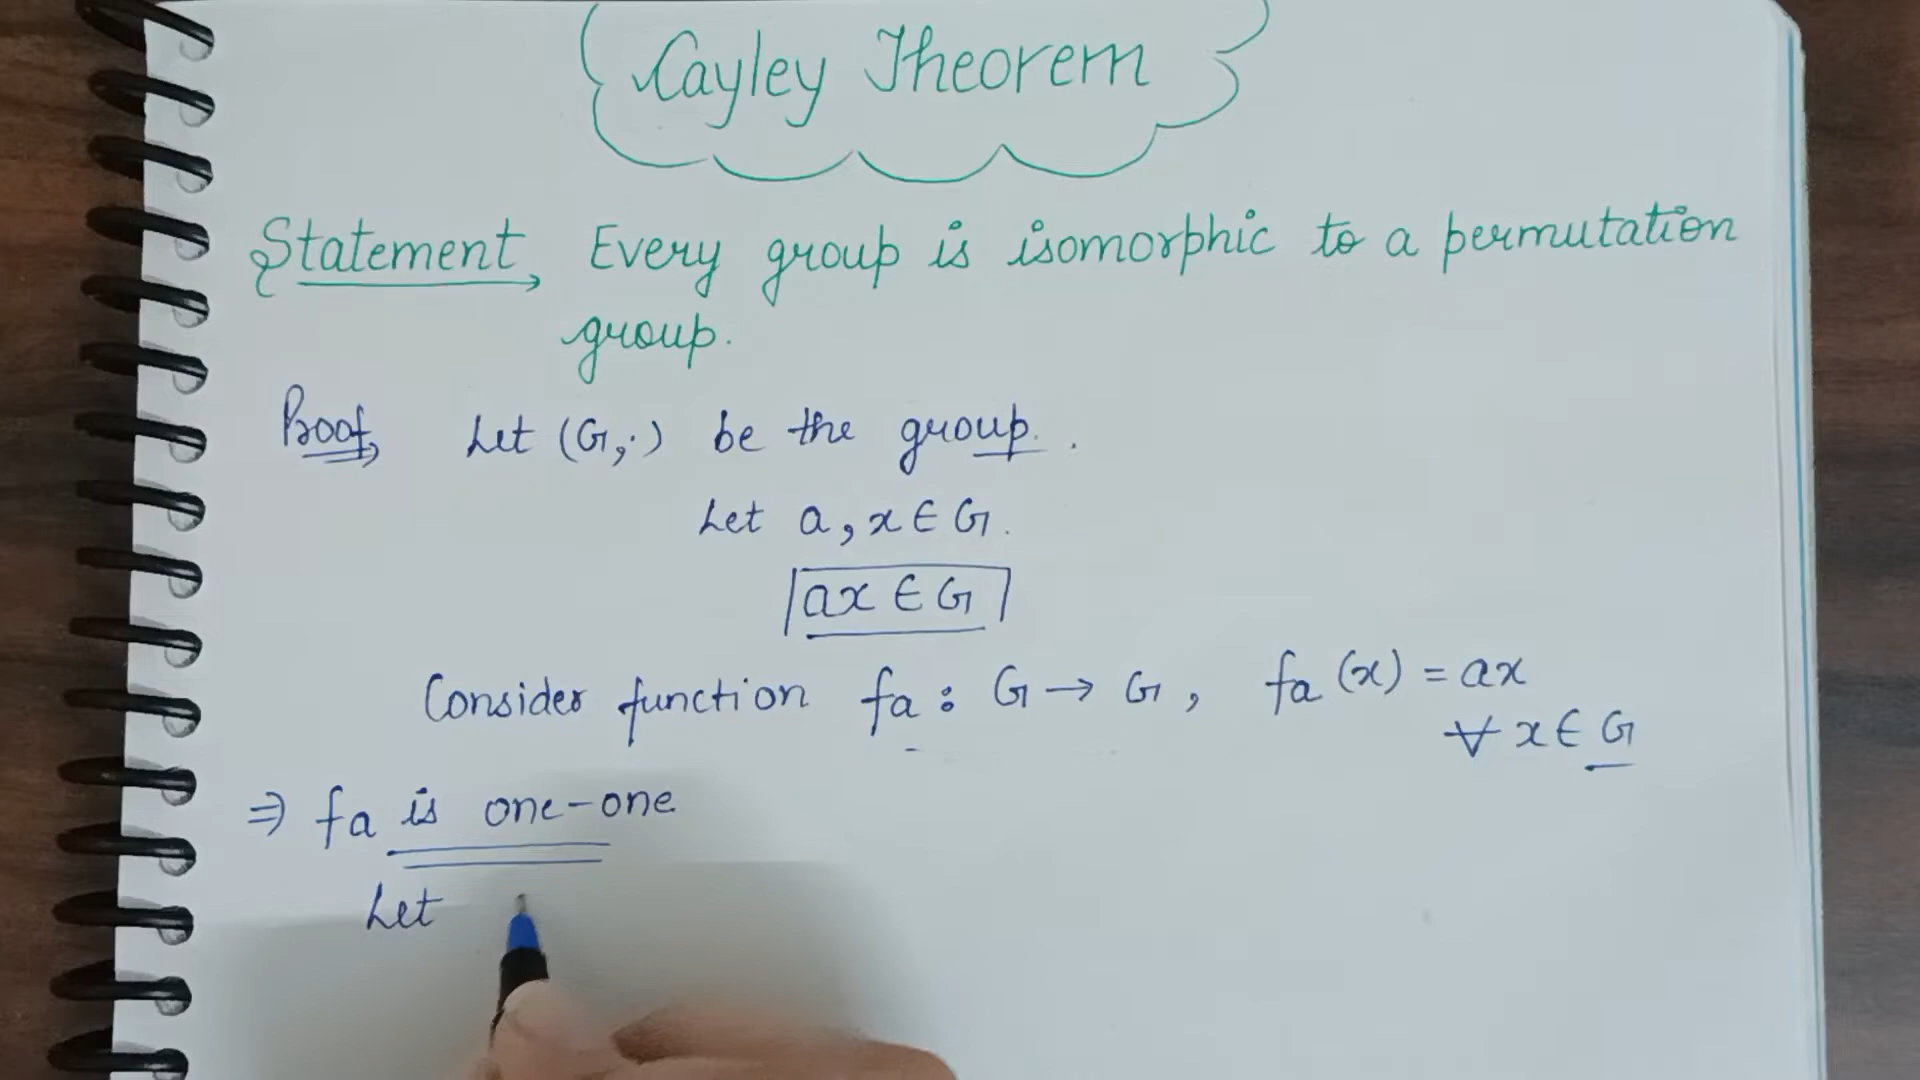 Cayley Theorem
Statement, Every group is isomorphic to a permutation
group.
Proof, Let (G,·) be the group.
Let a, x ∈ G.
ax ∈ G
Consider function fa : G → G, fa (x) = ax
∀ x ∈ G
⇒ fa is one-one
Let